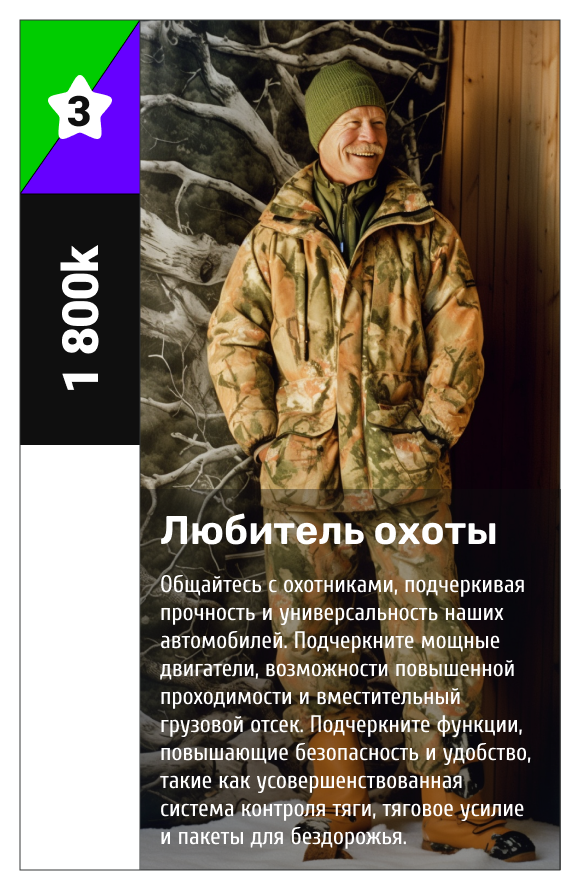 3
1 800k
Любитель охоты
Общайтесь с охотниками, подчеркивая
прочность и универсальность наших
автомобилей. Подчеркните мощные
двигатели, возможности повышенной
проходимости и вместительный
грузовой отсек. Подчеркните функции,
повышающие безопасность и удобство,
такие как усовершенствованная
система контроля тяги, тяговое усилие
и пакеты для бездорожья.